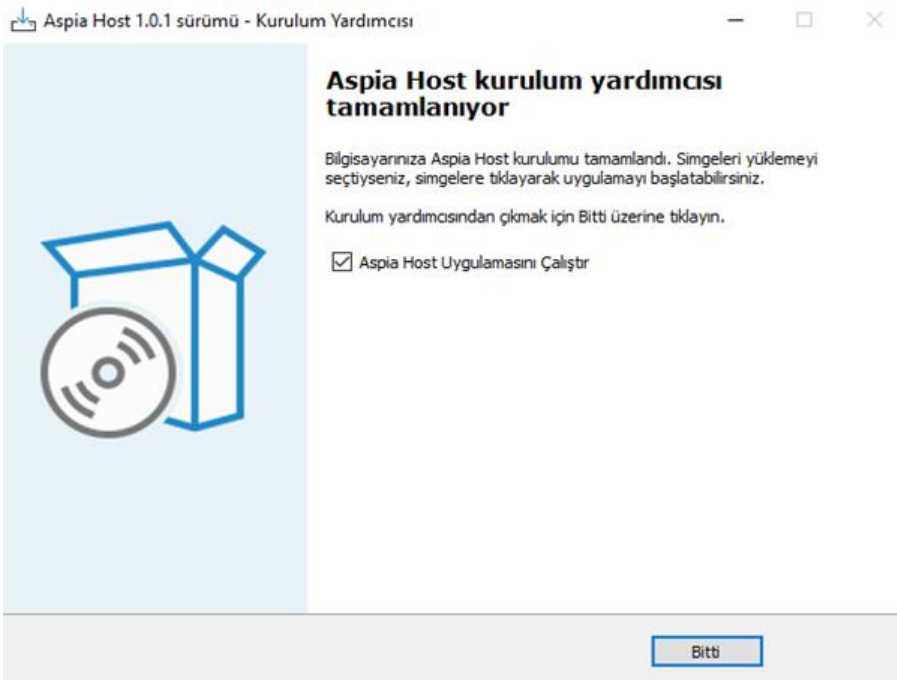 Aspia Host 1.0.1 sürümü - Kurulum Yardımcısı
Aspia Host kurulum yardımcısı
tamamlanıyor
Bilgisayarınıza Aspia Host kurulumu tamamlandı. Simgeleri yüklemeyi
seçtiyseniz, simgelere tıklayarak uygulamayı başlatabilirsiniz.
Kurulum yardımcısından çıkmak için Bitti üzerine tıklayın.
Aspia Host Uygulamasını Çalıştır
Bitti